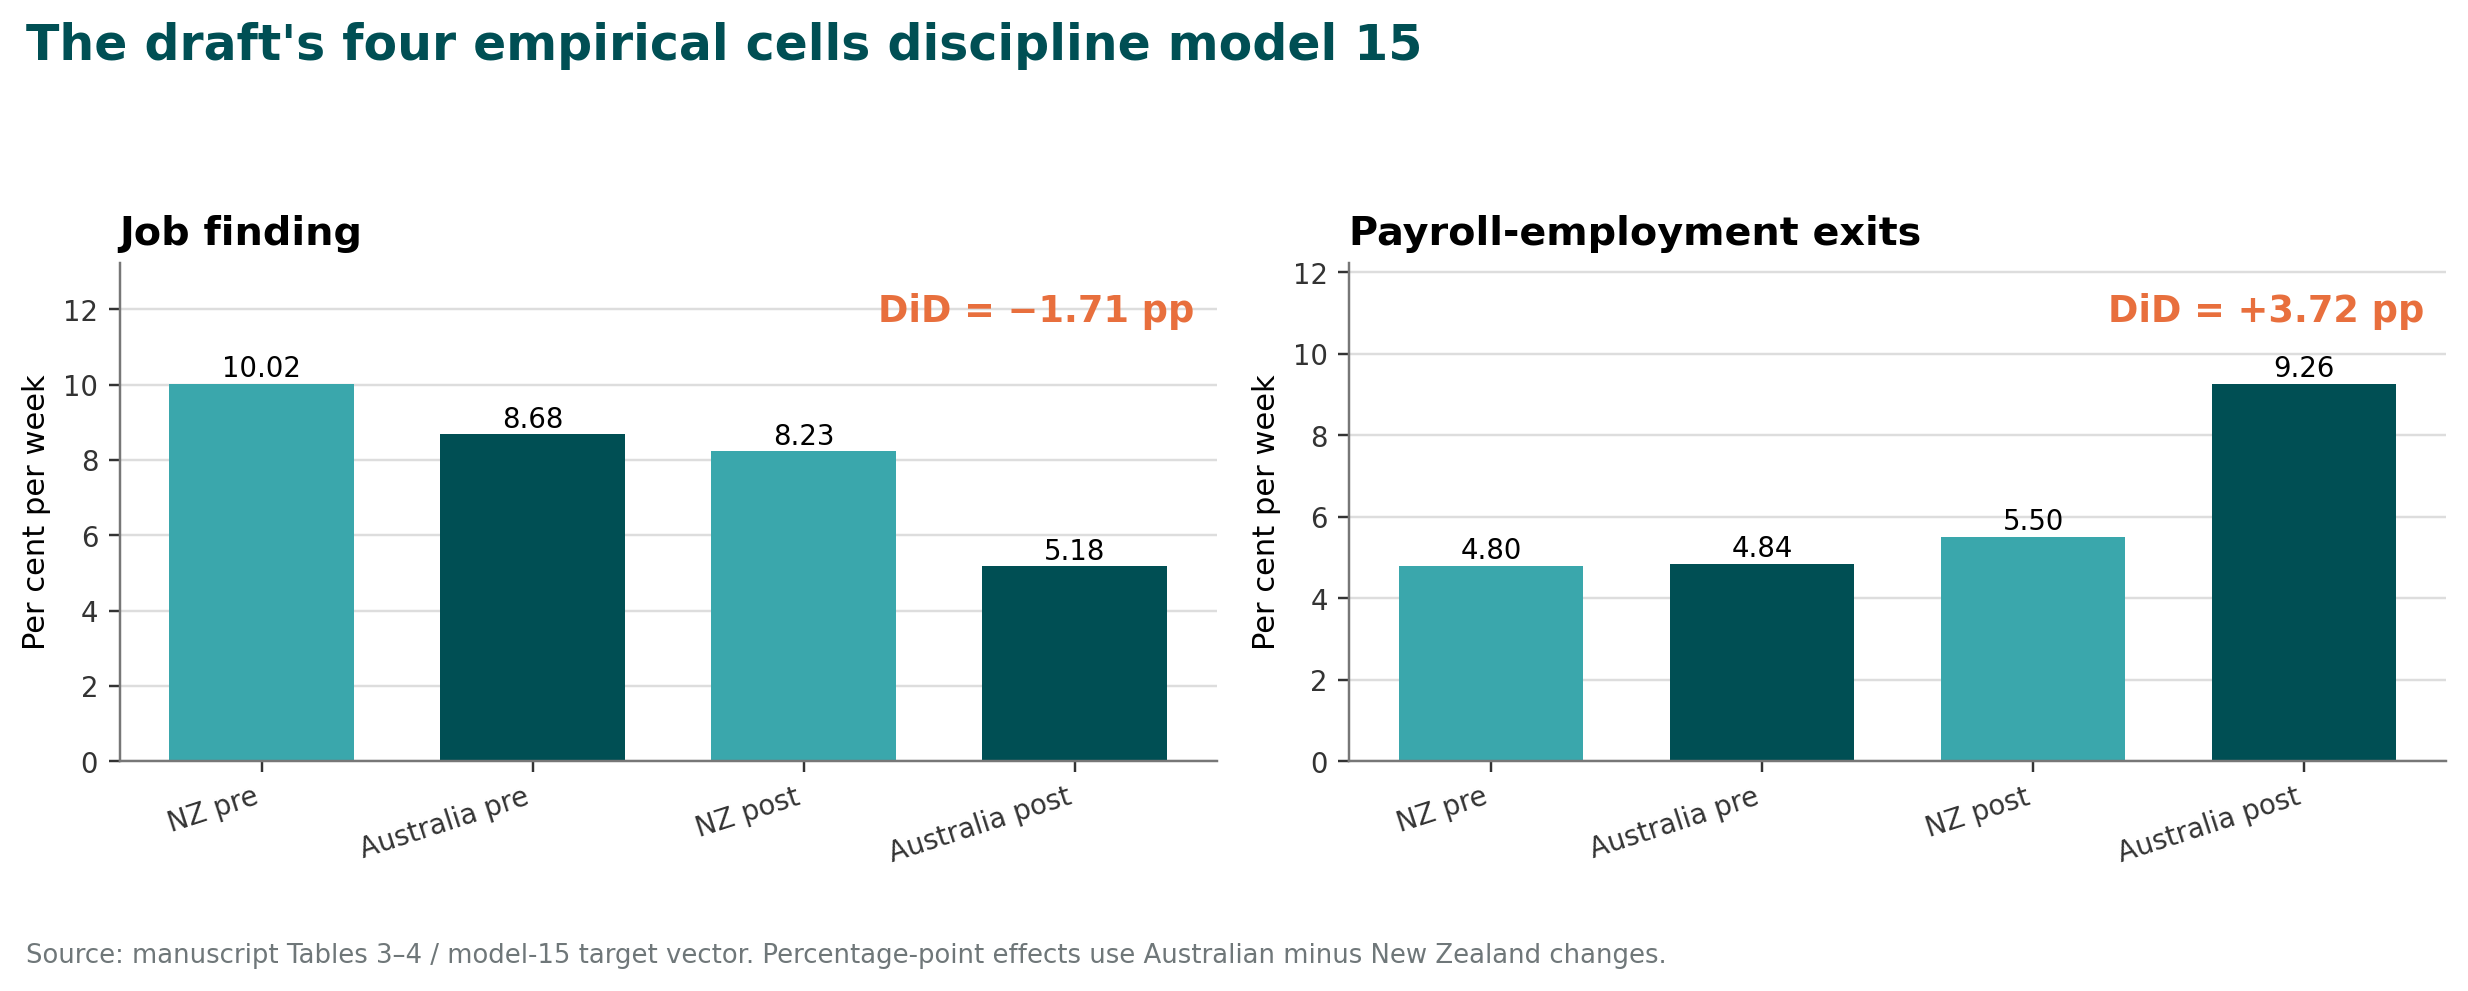 The draft's four empirical cells discipline model 15
Job finding
DiD = −1.71 pp
Per cent per week
12
10
8
6
4
2
0
10.02
8.68
8.23
5.18
NZ pre
Australia pre
NZ post
Australia post
Payroll-employment exits
DiD = +3.72 pp
Per cent per week
12
10
8
6
4
2
0
4.80
4.84
5.50
9.26
NZ pre
Australia pre
NZ post
Australia post
Source: manuscript Tables 3–4 / model-15 target vector. Percentage-point effects use Australian minus New Zealand changes.